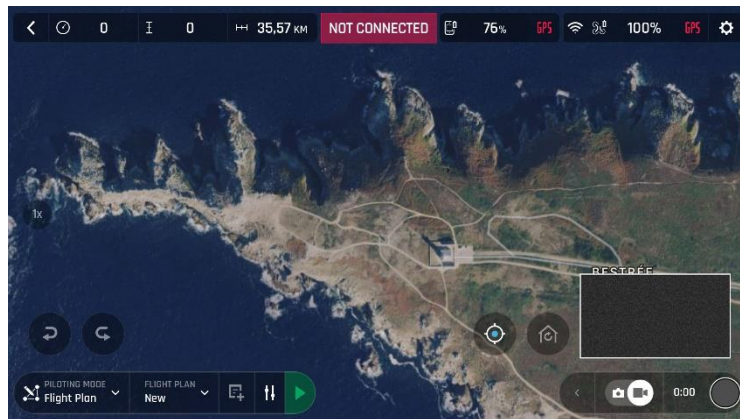 0
0
35,57 KM
NOT CONNECTED
76%
GPS
100%
GPS
1x
BESTRÉE
PILOTING MODE
Flight Plan
FLIGHT PLAN
New
0:00